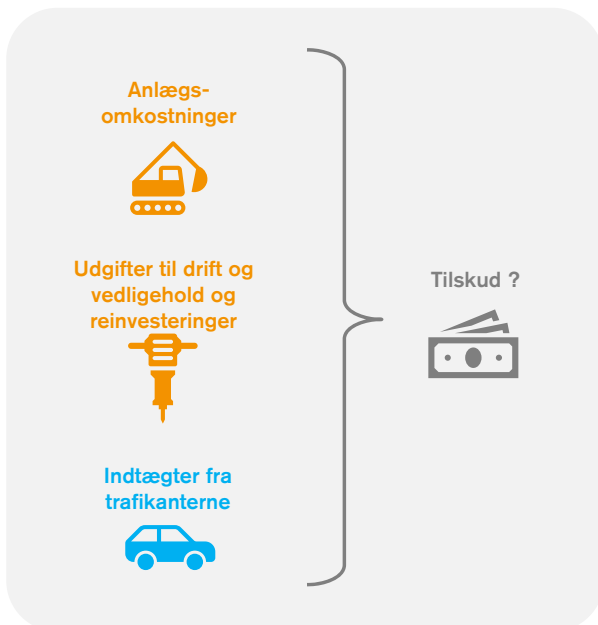 Anlægs-
omkostninger
Udgifter til drift og
vedligehold og
reinvesteringer
Tilskud ?
Indtægter fra
trafikanterne